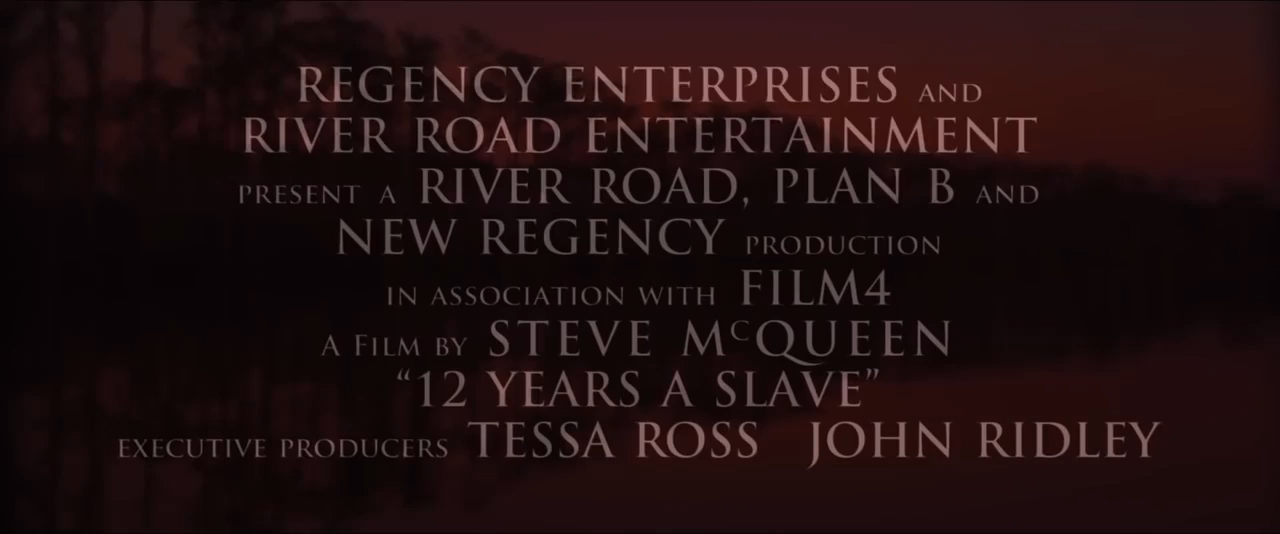 REGENCY ENTERPRISES AND
RIVER ROAD ENTERTAINMENT
PRESENT A RIVER ROAD, PLAN B AND
NEW REGENCY PRODUCTION
IN ASSOCIATION WITH FILM4
A FILM BY STEVE MCQUEEN
“12 YEARS A SLAVE”
EXECUTIVE PRODUCERS TESSA ROSS JOHN RIDLEY